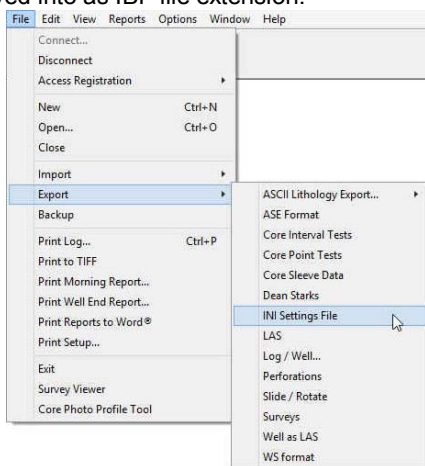 as IDF file extension.
File Edit View Reports Options Window Help
Connect...
Disconnect
Access Registration
New Ctrl+N
Open... Ctrl+O
Close
Import
Export
Backup
Print Log... Ctrl+P
Print to TIFF
Print Morning Report...
Print Well End Report...
Print Reports to Word®
Print Setup...
Exit
Survey Viewer
Core Photo Profile Tool
ASCII Lithology Export...
ASE Format
Core Interval Tests
Core Point Tests
Core Sleeve Data
Dean Starks
INI Settings File
LAS
Log / Well...
Perforations
Slide / Rotate
Surveys
Well as LAS
WS format